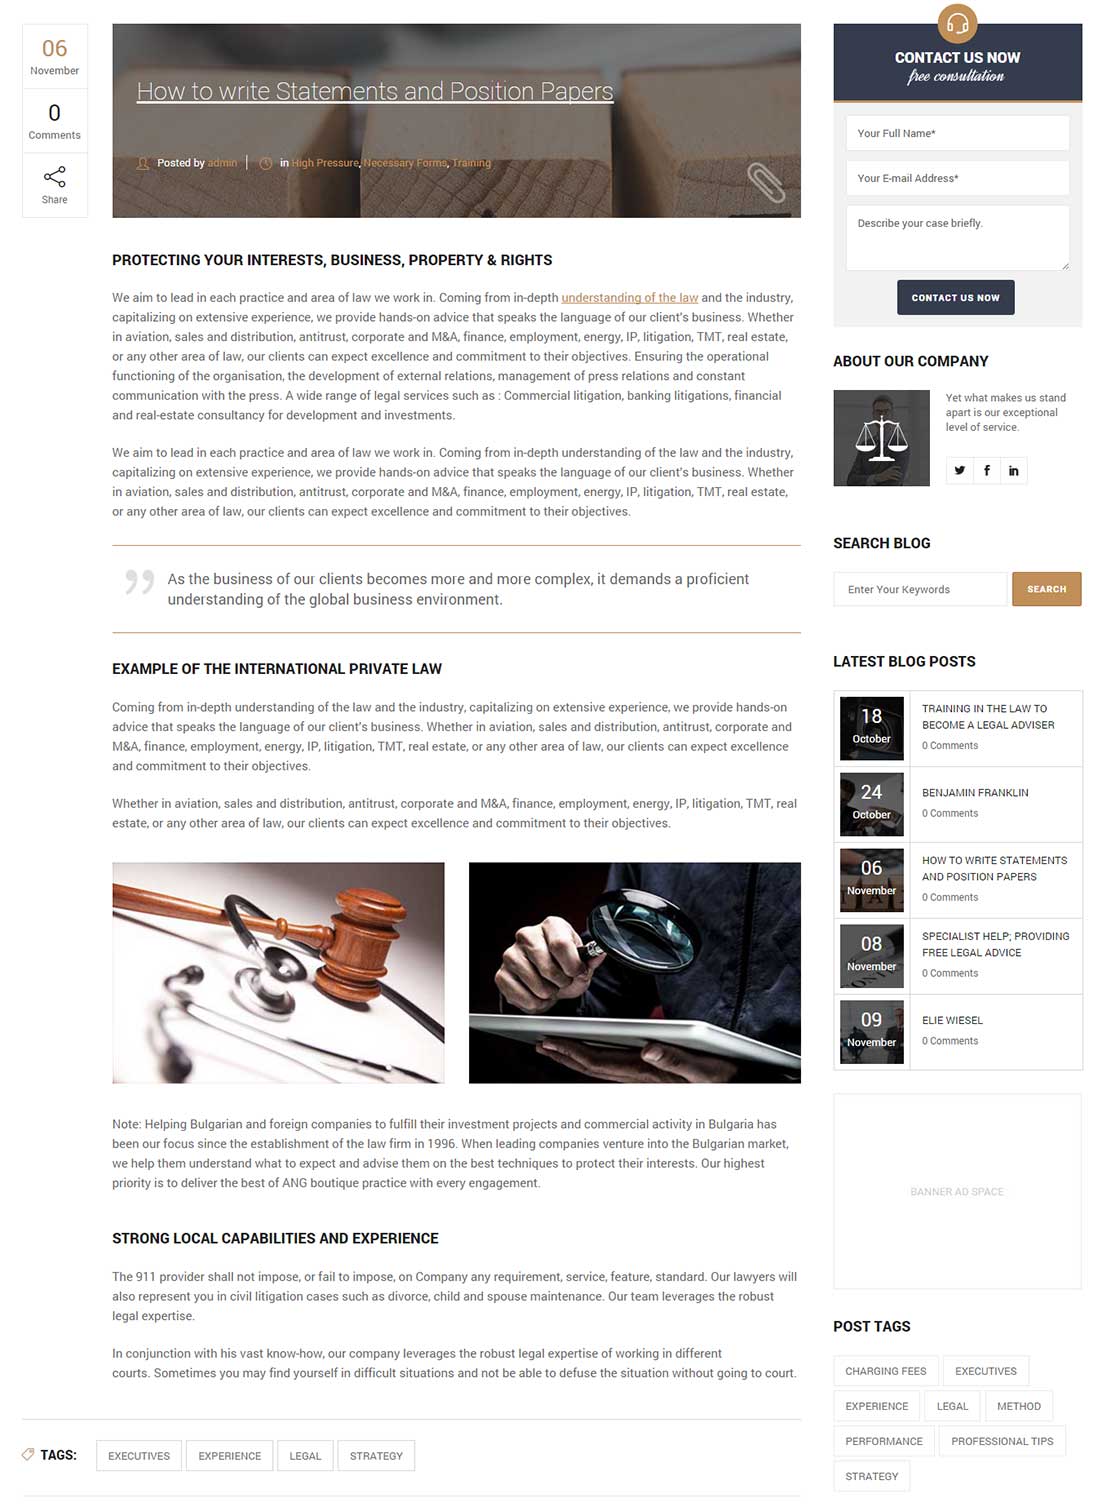 06
November
0
Comments
Share
How to write Statements and Position Papers
Posted by admin in High Pressure, Necessary Forms, Training
PROTECTING YOUR INTERESTS, BUSINESS, PROPERTY & RIGHTS
We aim to lead in each practice and area of law we work in. Coming from in-depth understanding of the law and the industry,
capitalizing on extensive experience, we provide hands-on advice that speaks the language of our client's business. Whether
in aviation, sales and distribution, antitrust, corporate and M&A, finance, employment, energy, IP, litigation, TMT, real estate,
or any other area of law, our clients can expect excellence and commitment to their objectives. Ensuring the operational
functioning of the organisation, the development of external relations, management of press relations and constant
communication with the press. A wide range of legal services such as : Commercial litigation, banking litigations, financial
and real-estate consultancy for development and investments.
We aim to lead in each practice and area of law we work in. Coming from in-depth understanding of the law and the industry,
capitalizing on extensive experience, we provide hands-on advice that speaks the language of our client's business. Whether
in aviation, sales and distribution, antitrust, corporate and M&A, finance, employment, energy, IP, litigation, TMT, real estate,
or any other area of law, our clients can expect excellence and commitment to their objectives.
” As the business of our clients becomes more and more complex, it demands a proficient
understanding of the global business environment.
EXAMPLE OF THE INTERNATIONAL PRIVATE LAW
Coming from in-depth understanding of the law and the industry, capitalizing on extensive experience, we provide hands-on
advice that speaks the language of our client's business. Whether in aviation, sales and distribution, antitrust, corporate and
M&A, finance, employment, energy, IP, litigation, TMT, real estate, or any other area of law, our clients can expect excellence
and commitment to their objectives.
Whether in aviation, sales and distribution, antitrust, corporate and M&A, finance, employment, energy, IP, litigation, TMT, real
estate, or any other area of law, our clients can expect excellence and commitment to their objectives.
Note: Helping Bulgarian and foreign companies to fulfill their investment projects and commercial activity in Bulgaria has
been our focus since the establishment of the law firm in 1996. When leading companies venture into the Bulgarian market,
we help them understand what to expect and advise them on the best techniques to protect their interests. Our highest
priority is to deliver the best of ANG boutique practice with every engagement.
STRONG LOCAL CAPABILITIES AND EXPERIENCE
The 911 provider shall not impose, or fail to impose, on Company any requirement, service, feature, standard. Our lawyers will
also represent you in civil litigation cases such as divorce, child and spouse maintenance. Our team leverages the robust
legal expertise.
In conjunction with his vast know-how, our company leverages the robust legal expertise of working in different
courts. Sometimes you may find yourself in difficult situations and not be able to defuse the situation without going to court.
TAGS: EXECUTIVES EXPERIENCE LEGAL STRATEGY
CONTACT US NOW
free consultation
Your Full Name*
Your E-mail Address*
Describe your case briefly.
CONTACT US NOW
ABOUT OUR COMPANY
Yet what makes us stand
apart is our exceptional
level of service.
SEARCH BLOG
Enter Your Keywords SEARCH
LATEST BLOG POSTS
18
October
TRAINING IN THE LAW TO
BECOME A LEGAL ADVISER
0 Comments
24
October
BENJAMIN FRANKLIN
0 Comments
06
November
HOW TO WRITE STATEMENTS
AND POSITION PAPERS
0 Comments
08
November
SPECIALIST HELP; PROVIDING
FREE LEGAL ADVICE
0 Comments
09
November
ELIE WIESEL
0 Comments
BANNER AD SPACE
POST TAGS
CHARGING FEES EXECUTIVES
EXPERIENCE LEGAL METHOD
PERFORMANCE PROFESSIONAL TIPS
STRATEGY